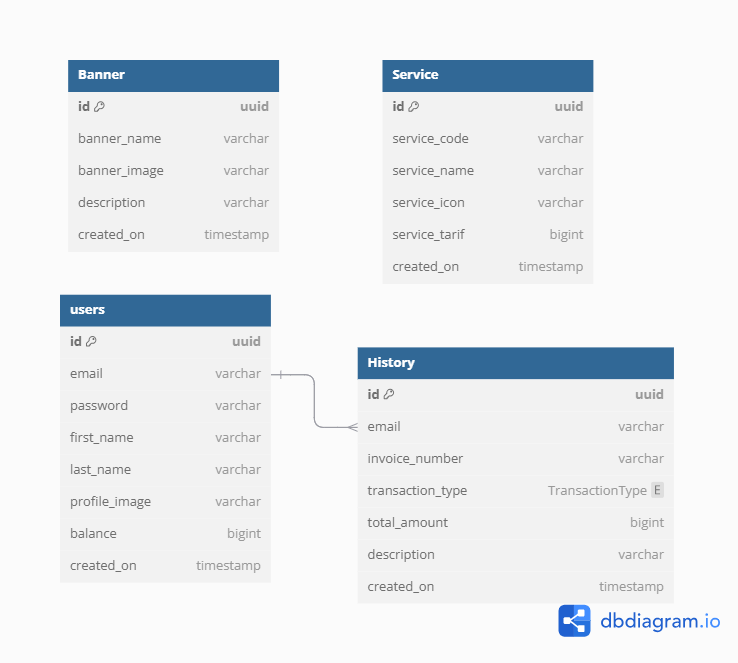 Banner
id uuid
banner_name varchar
banner_image varchar
description varchar
created_on timestamp
Service
id uuid
service_code varchar
service_name varchar
service_icon varchar
service_tarif bigint
created_on timestamp
users
id uuid
email varchar
password varchar
first_name varchar
last_name varchar
profile_image varchar
balance bigint
created_on timestamp
History
id uuid
email varchar
invoice_number varchar
transaction_type TransactionType E
total_amount bigint
description varchar
created_on timestamp
dbdiagram.io